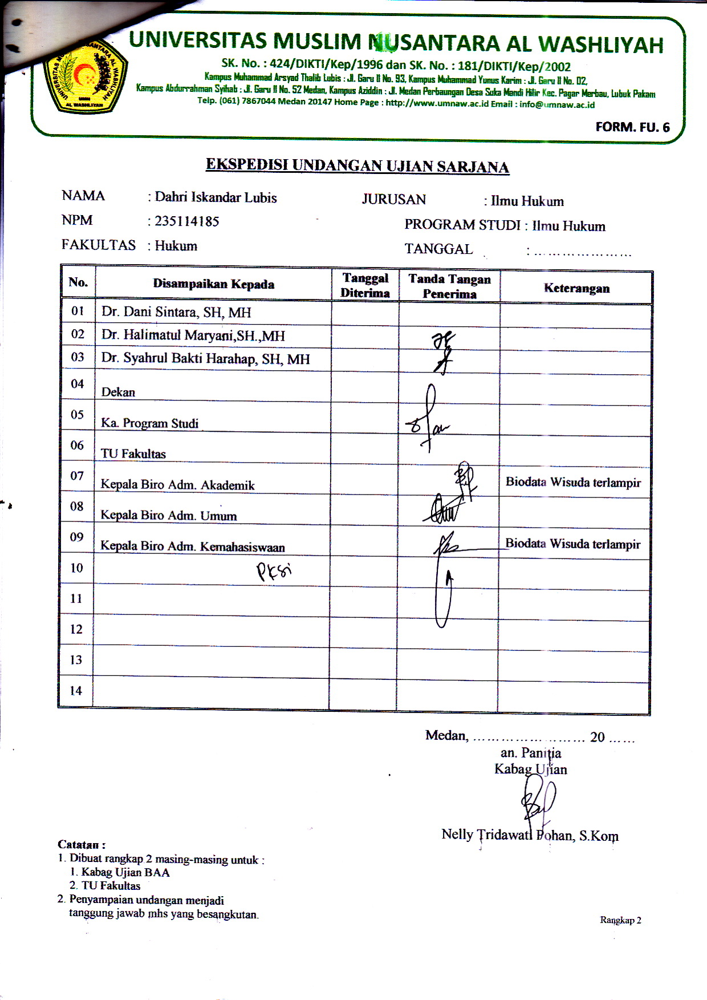 UNIVERSITAS MUSLIM NUSANTARA AL WASHLIYAH
SK. No. : 424/DIKTI/Kep/1996 dan SK. No. : 181/DIKTI/Kep/2002
Kampus Muhammad Arsyad Thalib Lubis : Jl. Garu II No. 93, Kampus Muhammad Yunus Karim : Jl. Garu II No. 02,
Kampus Abdurrahman Syihab : Jl. Garu II No. 52 Medan, Kampus Aziddin : Jl. Medan Perbaungan Desa Suka Mandi Hilir Kec. Pagar Merbau, Lubuk Pakam
Telp. (061) 7867044 Medan 20147 Home Page : http://www.umnaw.ac.id Email : info@umnaw.ac.id
UMN
AL WASHLIYAH
FORM. FU. 6
EKSPEDISI UNDANGAN UJIAN SARJANA
NAMA : Dahri Iskandar Lubis JURUSAN : Ilmu Hukum
NPM : 235114185 PROGRAM STUDI : Ilmu Hukum
FAKULTAS : Hukum TANGGAL : .....................
No. Disampaikan Kepada Tanggal Diterima Tanda Tangan Penerima Keterangan
01 Dr. Dani Sintara, SH, MH
02 Dr. Halimatul Maryani,SH.,MH
03 Dr. Syahrul Bakti Harahap, SH, MH
04 Dekan
05 Ka. Program Studi
06 TU Fakultas
07 Kepala Biro Adm. Akademik Biodata Wisuda terlampir
08 Kepala Biro Adm. Umum
09 Kepala Biro Adm. Kemahasiswaan Biodata Wisuda terlampir
10 PKSI
11
12
13
14
Medan, ........................ 20 ......
an. Panitia
Kabag Ujian
Nelly Tridawati Pohan, S.Kom
Catatan :
1. Dibuat rangkap 2 masing-masing untuk :
1. Kabag Ujian BAA
2. TU Fakultas
2. Penyampaian undangan menjadi
tanggung jawab mhs yang besangkutan.
Rangkap 2